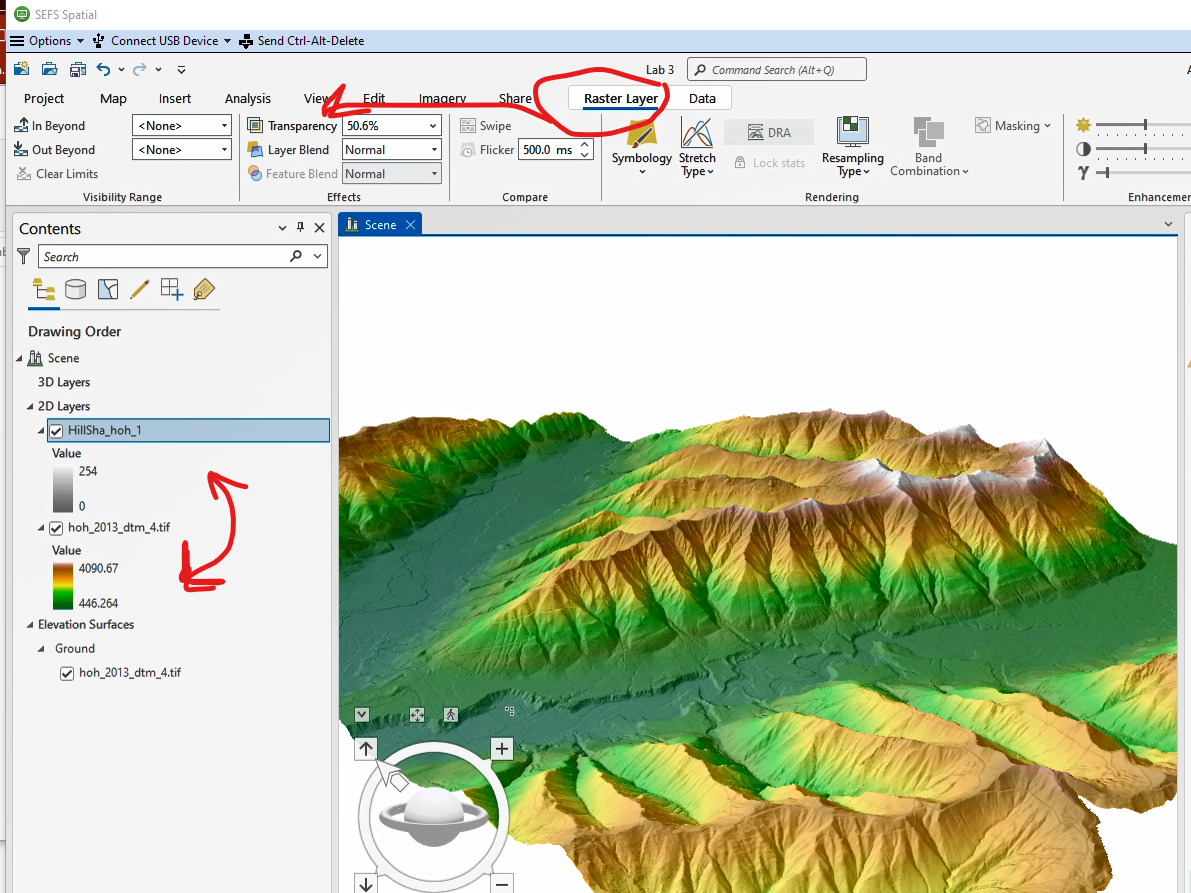 SEFS Spatial
Options Connect USB Device Send Ctrl-Alt-Delete
Lab 3 Command Search (Alt+Q)
Project Map Insert Analysis View Edit Imagery Share Raster Layer Data
In Beyond <None> Transparency 50.6% Swipe
Out Beyond <None> Layer Blend Normal Flicker 500.0 ms
Clear Limits Feature Blend Normal
Symbology Stretch Type DRA Lock stats Resampling Type Band Combination Masking
γ
Visibility Range Effects Compare Rendering Enhancemen
Contents
Search
Drawing Order
Scene
3D Layers
2D Layers
HillSha_hoh_1
Value
254
0
hoh_2013_dtm_4.tif
Value
4090.67
446.264
Elevation Surfaces
Ground
hoh_2013_dtm_4.tif
Scene